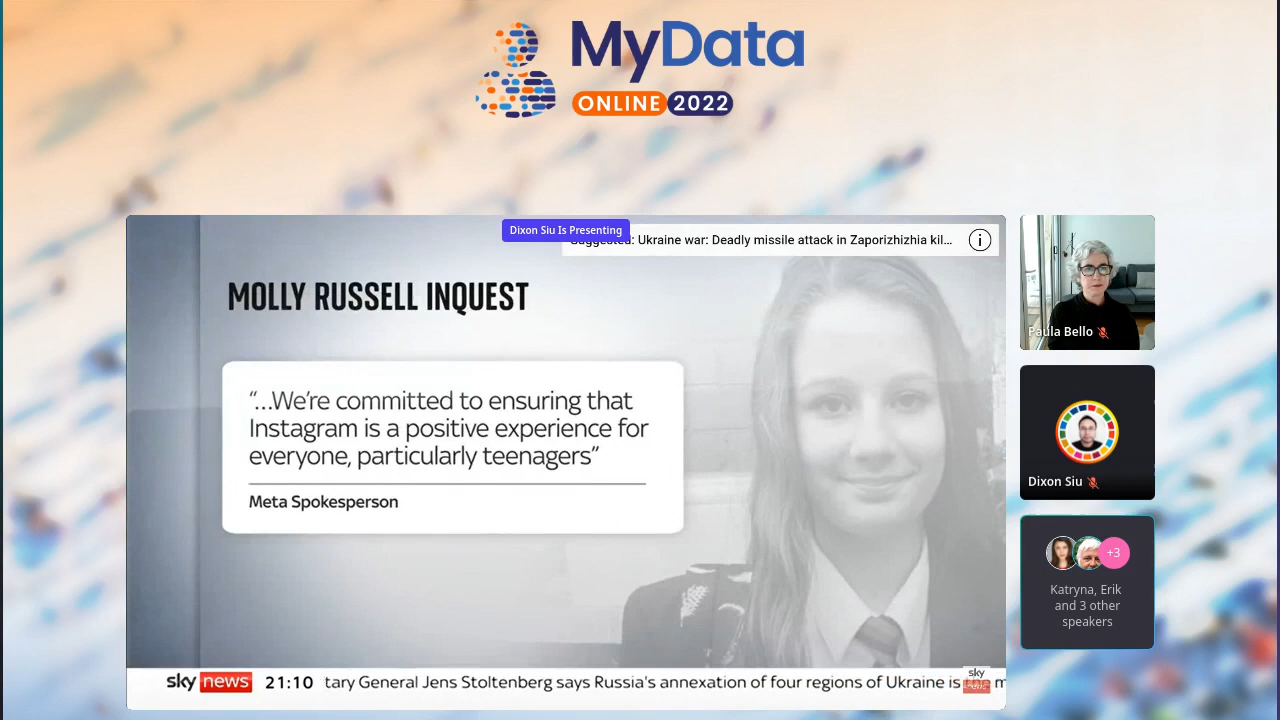 MyData
ONLINE 2022
Dixon Siu Is Presenting
: Ukraine war: Deadly missile attack in Zaporizhizhia kil...
MOLLY RUSSELL INQUEST
“...We’re committed to ensuring that
Instagram is a positive experience for
everyone, particularly teenagers”
Meta Spokesperson
sky news 21:10 tary General Jens Stoltenberg says Russia's annexation of four regions of Ukraine is the m
sky
news
Paula Bello
Dixon Siu
+3
Katryna, Erik
and 3 other
speakers